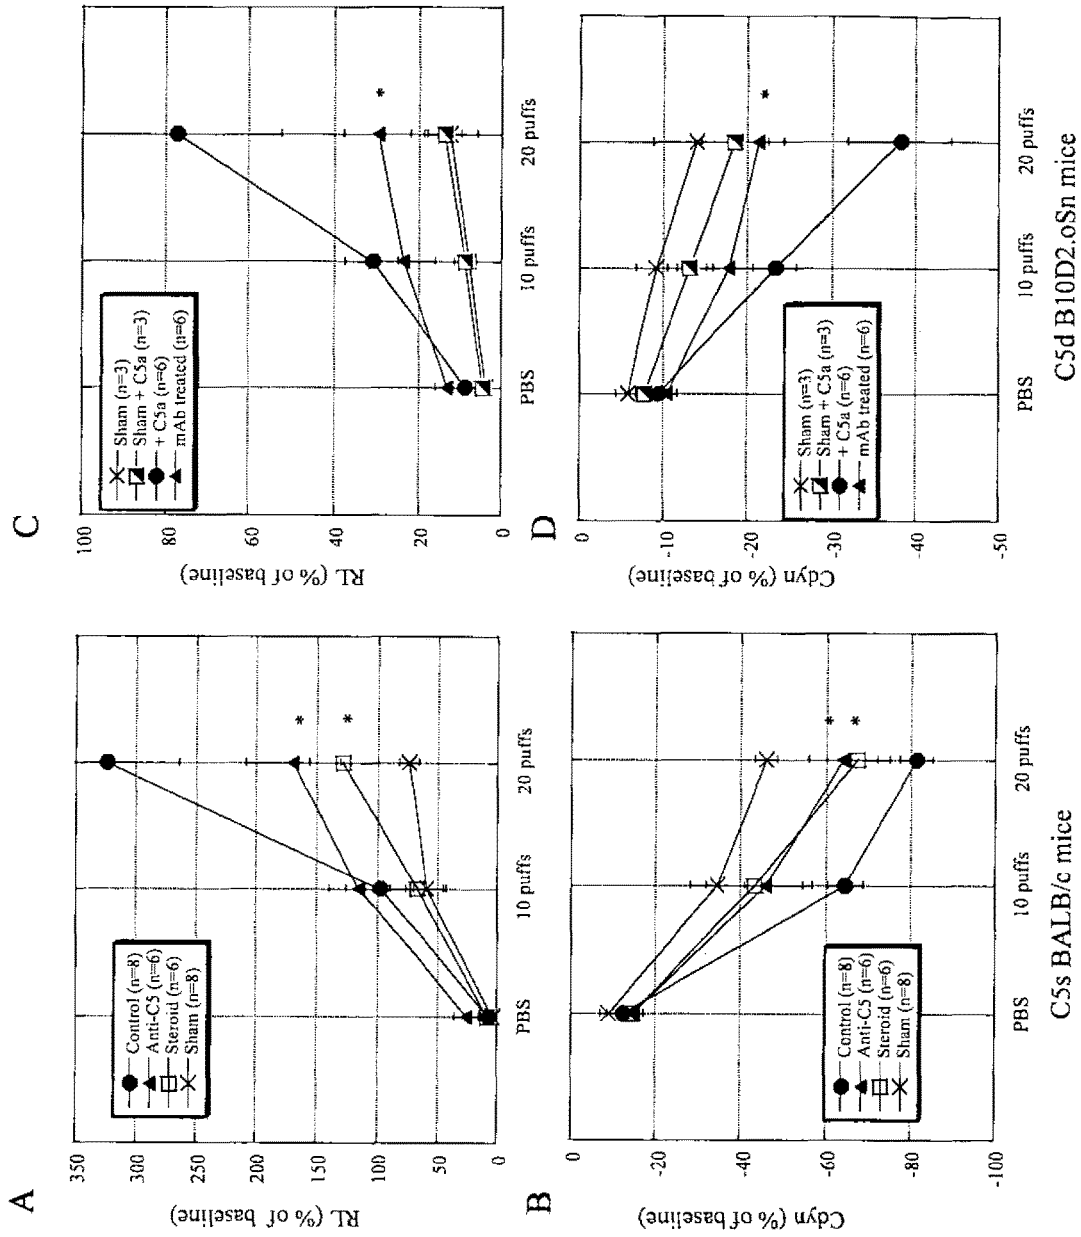 A
350
300
250
200
150
100
50
0
RL (% of baseline)
Control (n=8)
Anti-C5 (n=6)
Steroid (n=6)
Sham (n=8)
*
*
PBS
10 puffs
20 puffs
B
0
-20
-40
-60
-80
-100
Cdyn (% of baseline)
Control (n=8)
Anti-C5 (n=6)
Steroid (n=6)
Sham (n=8)
*
*
PBS
10 puffs
20 puffs
C5s BALB/c mice
C
100
80
60
40
20
0
RL (% of baseline)
Sham (n=3)
Sham + C5a (n=3)
+ C5a (n=6)
mAb treated (n=6)
*
PBS
10 puffs
20 puffs
D
0
-10
-20
-30
-40
-50
Cdyn (% of baseline)
Sham (n=3)
Sham + C5a (n=3)
+ C5a (n=6)
mAb treated (n=6)
*
PBS
10 puffs
20 puffs
C5d B10D2.oSn mice